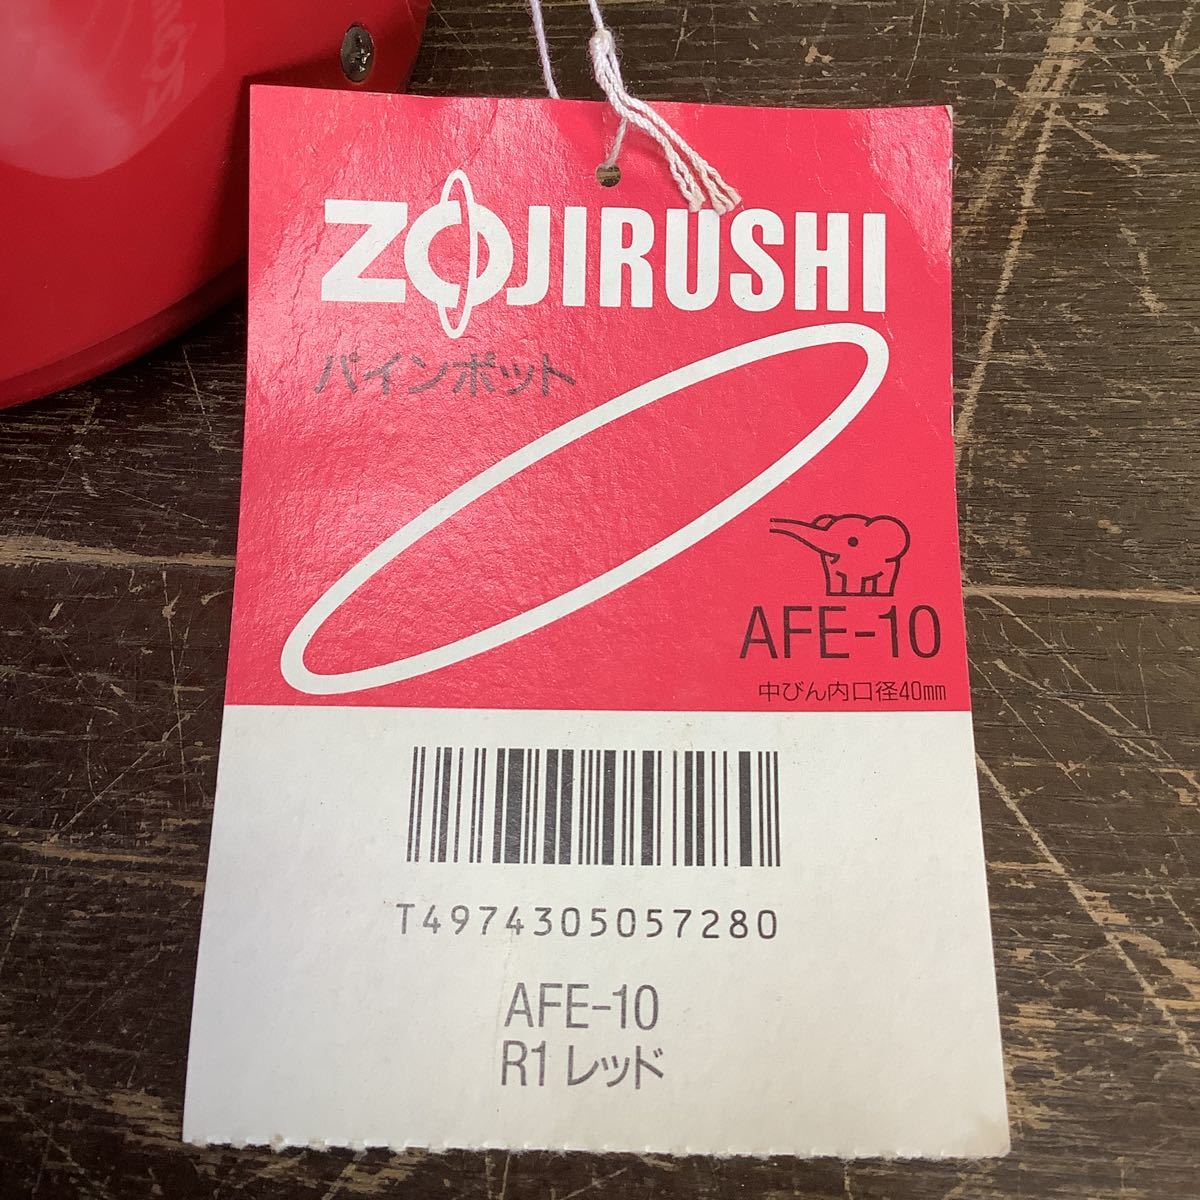 ZOJIRUSHI
パインポット
AFE-10
中びん内口径40mm
T4974305057280
AFE-10
R1 レッド